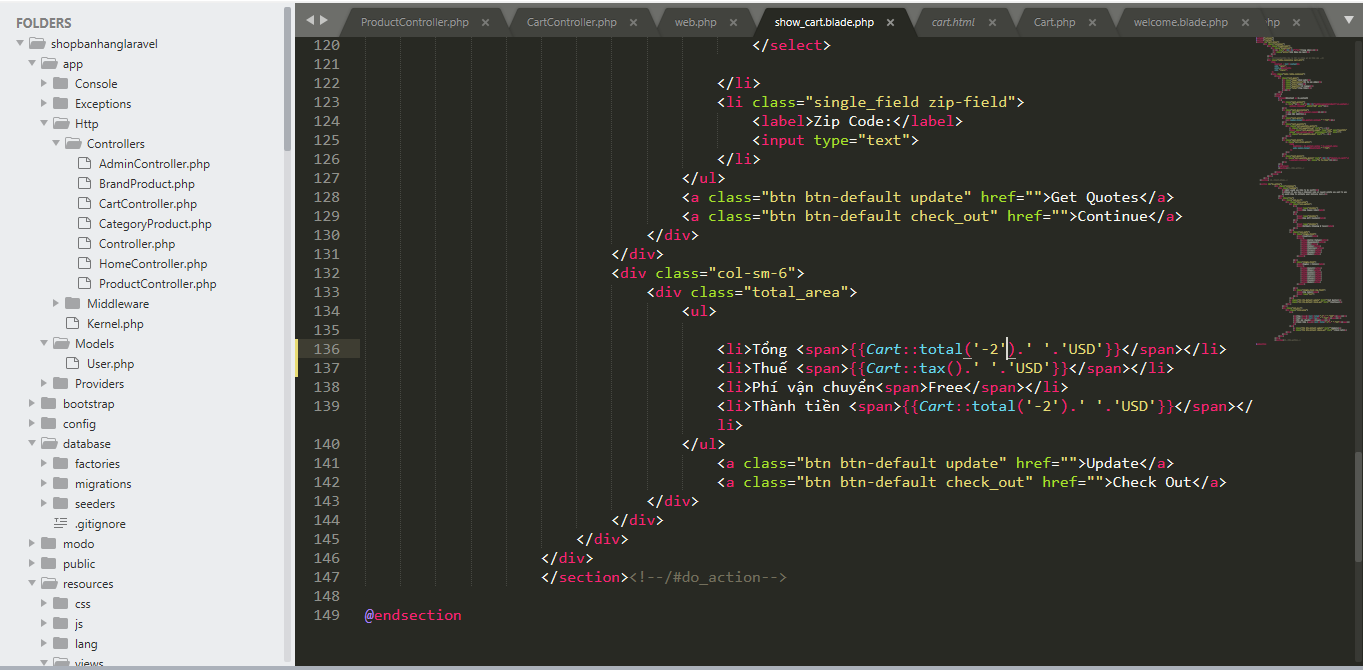 FOLDERS
shopbanhanglaravel
app
Console
Exceptions
Http
Controllers
AdminController.php
BrandProduct.php
CartController.php
CategoryProduct.php
Controller.php
HomeController.php
ProductController.php
Middleware
Kernel.php
Models
User.php
Providers
bootstrap
config
database
factories
migrations
seeders
.gitignore
modo
public
resources
css
js
lang
views
ProductController.php × CartController.php × web.php × show_cart.blade.php × cart.html × Cart.php × welcome.blade.php × hp ×
120 </select>
121
122 </li>
123 <li class="single_field zip-field">
124 <label>Zip Code:</label>
125 <input type="text">
126 </li>
127 </ul>
128 <a class="btn btn-default update" href="">Get Quotes</a>
129 <a class="btn btn-default check_out" href="">Continue</a>
130 </div>
131 </div>
132 <div class="col-sm-6">
133 <div class="total_area">
134 <ul>
135
136 <li>Tổng <span>{{Cart::total('-2').' '.'USD'}}</span></li>
137 <li>Thuế <span>{{Cart::tax().' '.'USD'}}</span></li>
138 <li>Phí vận chuyển<span>Free</span></li>
139 <li>Thành tiền <span>{{Cart::total('-2').' '.'USD'}}</span></
li>
140 </ul>
141 <a class="btn btn-default update" href="">Update</a>
142 <a class="btn btn-default check_out" href="">Check Out</a>
143 </div>
144 </div>
145 </div>
146 </div>
147 </section><!--/#do_action-->
148
149 @endsection